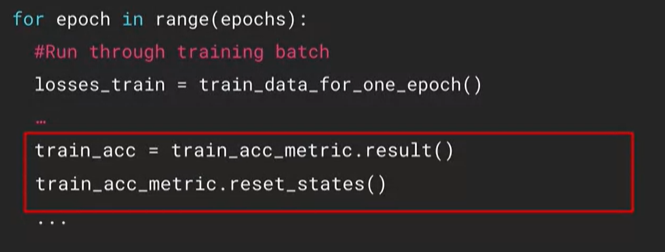 for epoch in range(epochs):
#Run through training batch
losses_train = train_data_for_one_epoch()
…
train_acc = train_acc_metric.result()
train_acc_metric.reset_states()
...